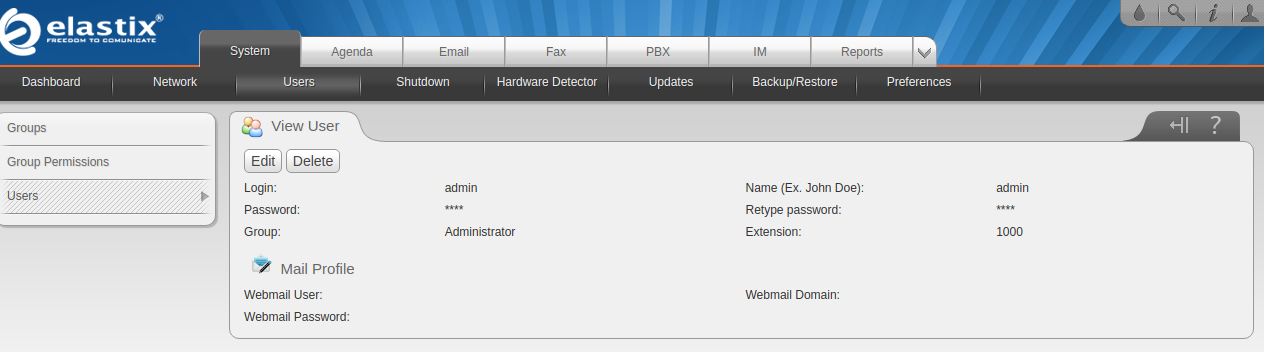 elastix®
FREEDOM TO COMUNICATE
System Agenda Email Fax PBX IM Reports
Dashboard Network Users Shutdown Hardware Detector Updates Backup/Restore Preferences
Groups
Group Permissions
Users
View User
?
Edit Delete
Login: admin Name (Ex. John Doe): admin
Password: **** Retype password: ****
Group: Administrator Extension: 1000
Mail Profile
Webmail User: Webmail Domain:
Webmail Password: